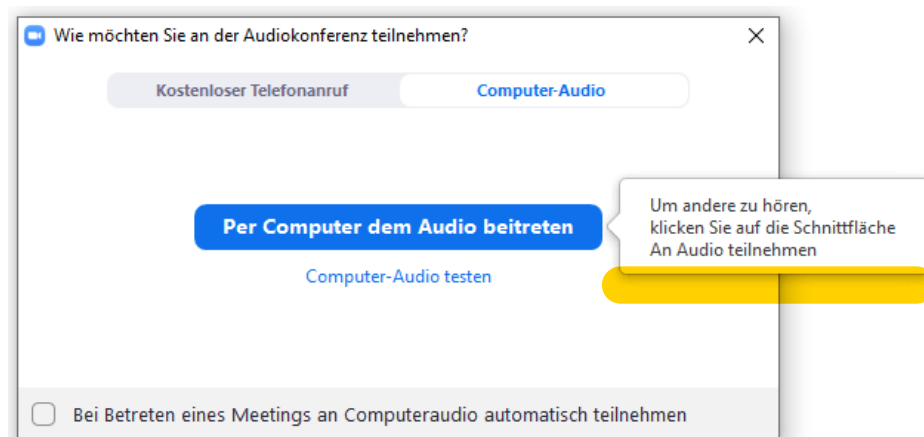 Wie möchten Sie an der Audiokonferenz teilnehmen?
Kostenloser Telefonanruf
Computer-Audio
Per Computer dem Audio beitreten
Um andere zu hören,
klicken Sie auf die Schnittfläche
An Audio teilnehmen
Computer-Audio testen
Bei Betreten eines Meetings an Computeraudio automatisch teilnehmen